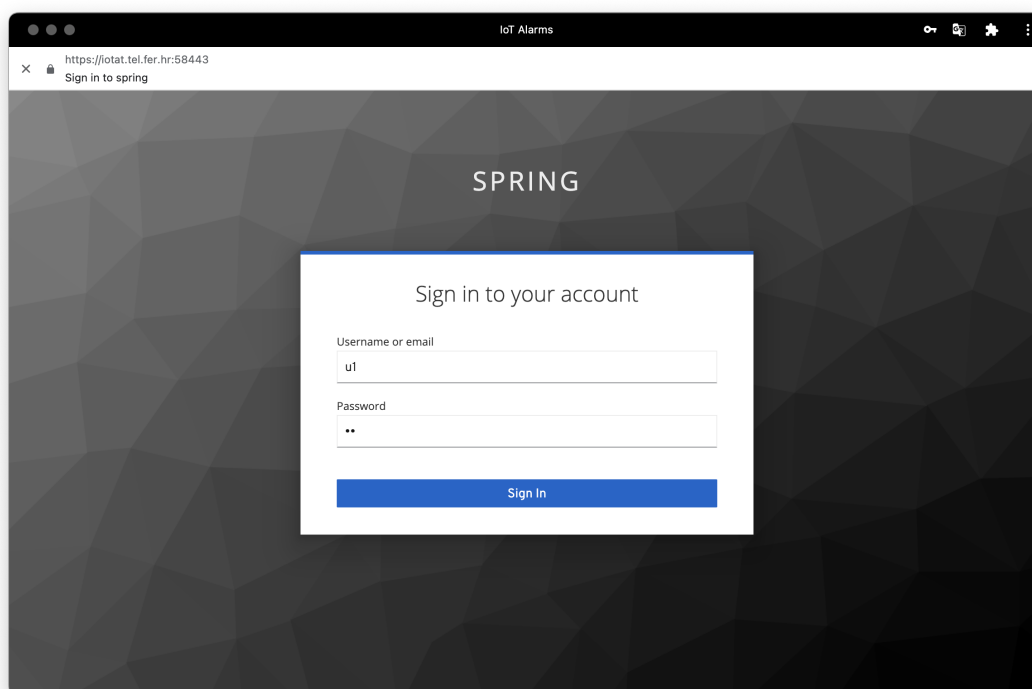 IoT Alarms
https://iotat.tel.fer.hr:58443
Sign in to spring
SPRING
Sign in to your account
Username or email
u1
Password
••
Sign In